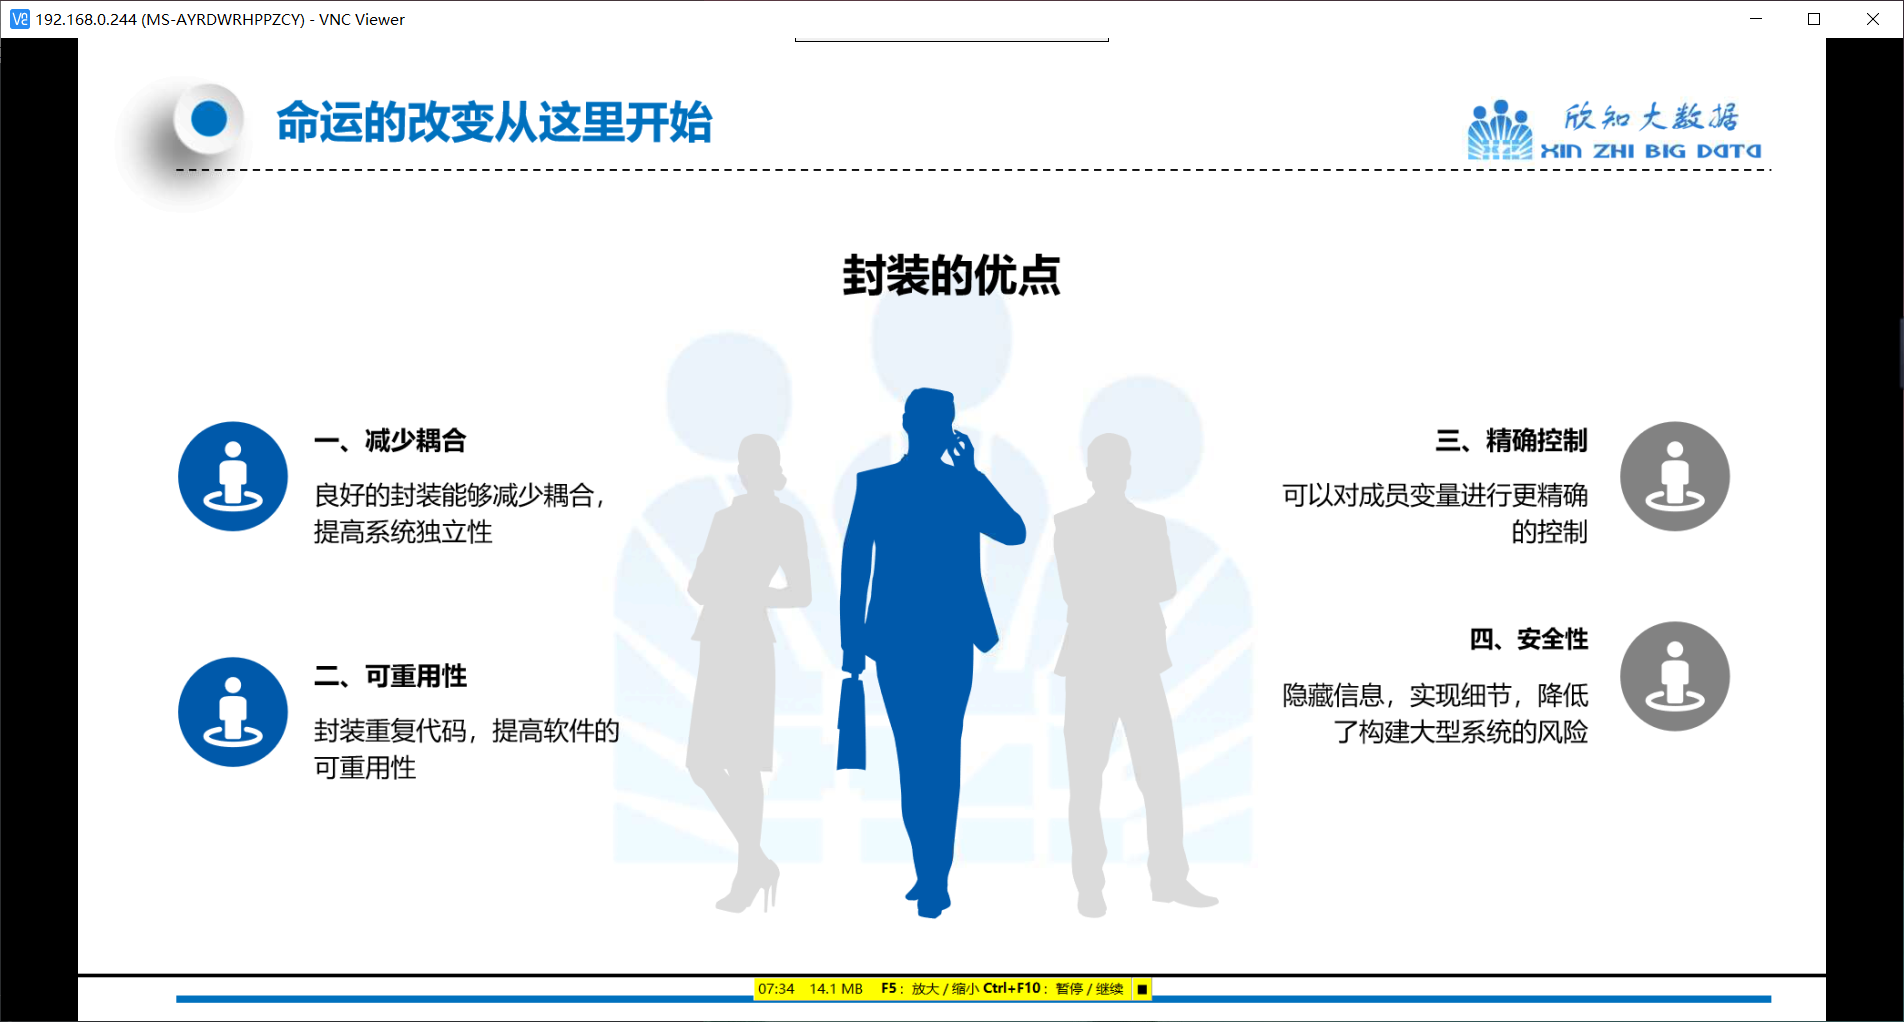 192.168.0.244 (MS-AYRDWRHPPZCY) - VNC Viewer
命运的改变从这里开始
欣知大数据
XIN ZHI BIG DATA
封装的优点
一、减少耦合
良好的封装能够减少耦合，
提高系统独立性
二、可重用性
封装重复代码，提高软件的
可重用性
三、精确控制
可以对成员变量进行更精确
的控制
四、安全性
隐藏信息，实现细节，降低
了构建大型系统的风险
07:34 14.1 MB F5：放大 / 缩小 Ctrl+F10：暂停 / 继续